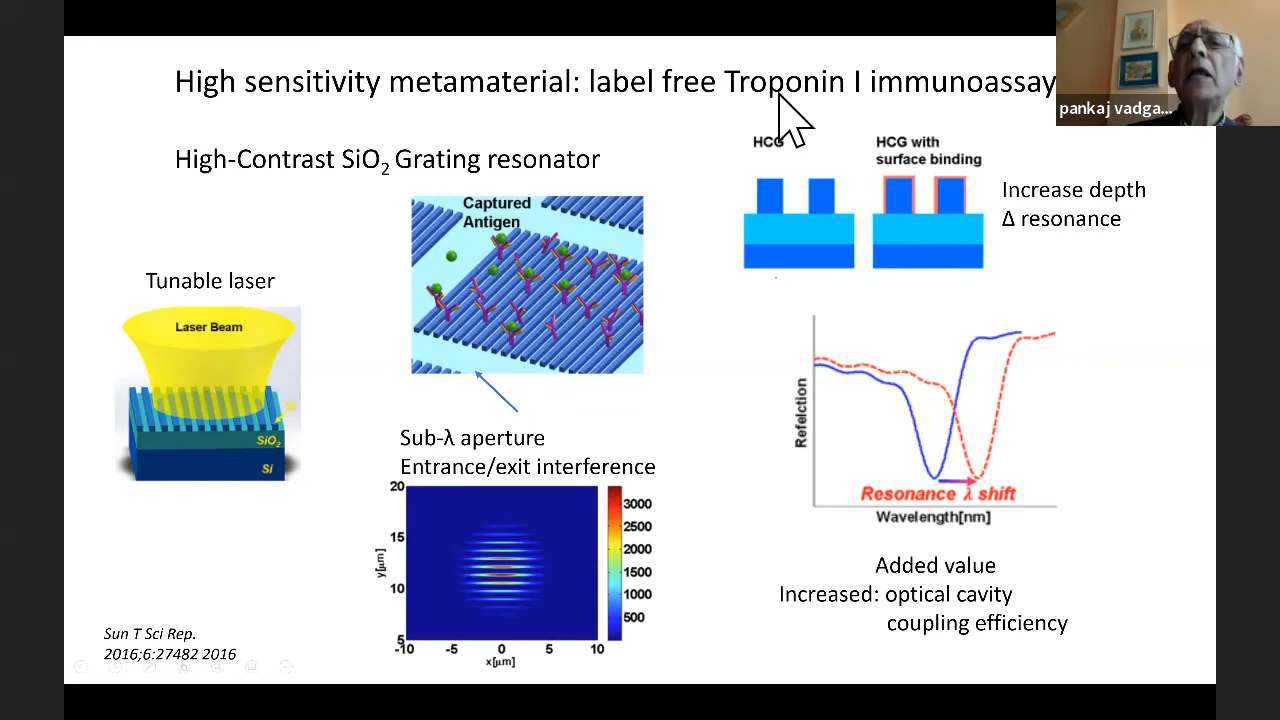 High sensitivity metamaterial: label free Troponin I immunoassay
pankaj vadga...
High-Contrast SiO2 Grating resonator
HCG
HCG with
surface binding
Increase depth
Δ resonance
Captured
Antigen
Tunable laser
Laser Beam
SiO2
Si
Sub-λ aperture
Entrance/exit interference
20
15
10
5
y[µm]
-10 -5 0 5 10
x[µm]
3000
2500
2000
1500
1000
500
Refelction
Resonance λ shift
Wavelength[nm]
Added value
Increased: optical cavity
coupling efficiency
Sun T Sci Rep.
2016;6:27482 2016